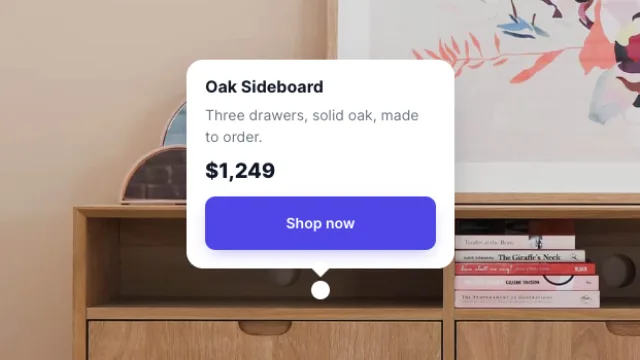 Oak Sideboard
Three drawers, solid oak, made
to order.
$1,249
Shop now
The Giraffe's Neck